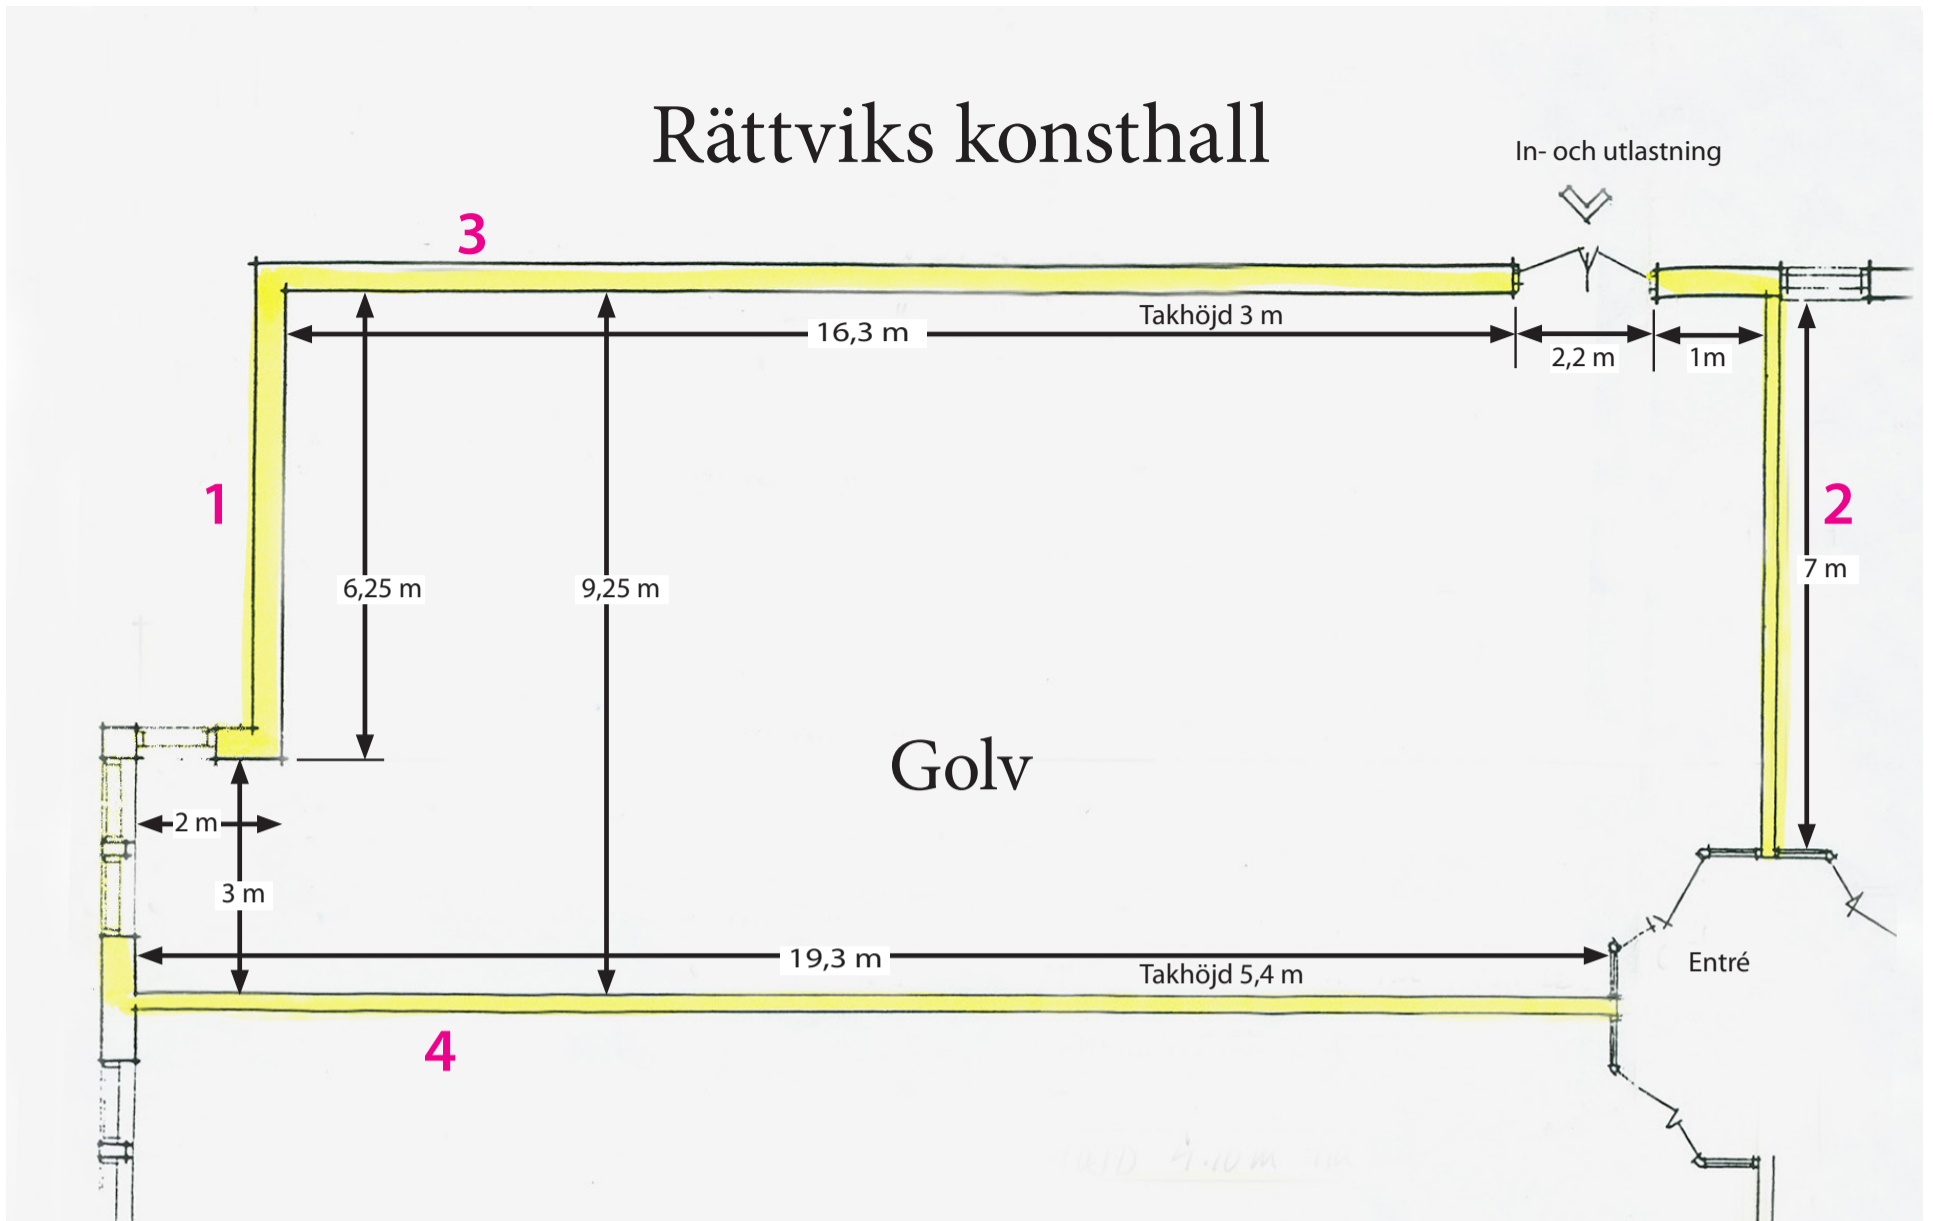 Rättviks konsthall
In- och utlastning
3
Takhöjd 3 m
16,3 m
2,2 m
1m
1
2
6,25 m
9,25 m
7 m
Golv
2 m
3 m
19,3 m
Takhöjd 5,4 m
Entré
4